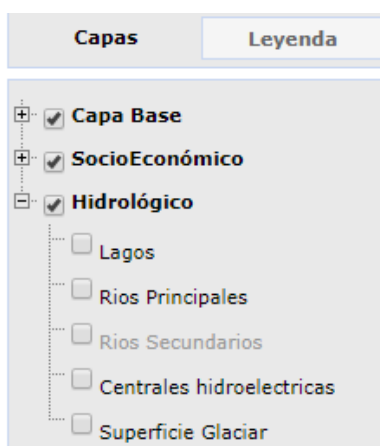 Capas Leyenda
Capa Base
SocioEconómico
Hidrológico
Lagos
Rios Principales
Rios Secundarios
Centrales hidroelectricas
Superficie Glaciar